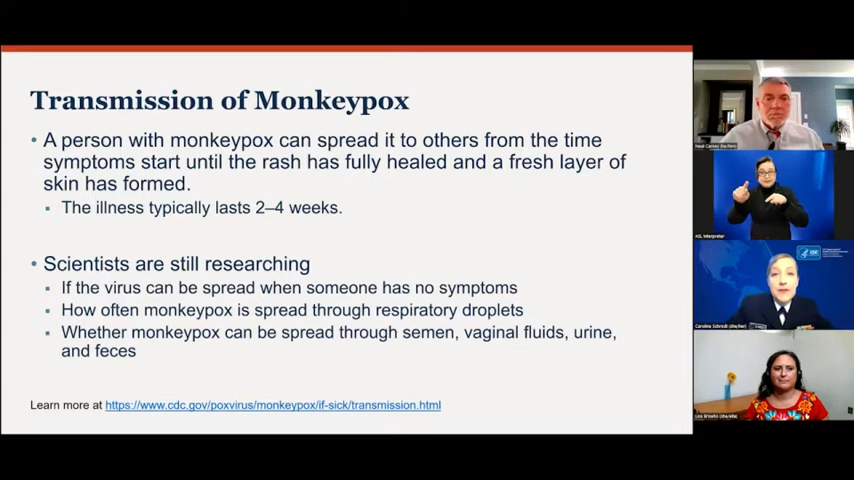 Transmission of Monkeypox
• A person with monkeypox can spread it to others from the time
symptoms start until the rash has fully healed and a fresh layer of
skin has formed.
▪ The illness typically lasts 2–4 weeks.
• Scientists are still researching
▪ If the virus can be spread when someone has no symptoms
▪ How often monkeypox is spread through respiratory droplets
▪ Whether monkeypox can be spread through semen, vaginal fluids, urine,
and feces
Learn more at https://www.cdc.gov/poxvirus/monkeypox/if-sick/transmission.html
ASL Interpreter
CDC